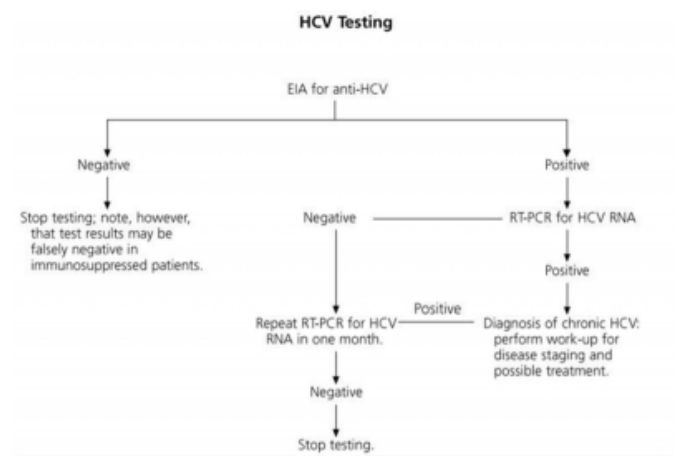 HCV Testing
EIA for anti-HCV
Negative
Positive
Stop testing; note, however,
that test results may be
falsely negative in
immunosuppressed patients.
Negative
RT-PCR for HCV RNA
Positive
Repeat RT-PCR for HCV
RNA in one month.
Positive
Diagnosis of chronic HCV:
perform work-up for
disease staging and
possible treatment.
Negative
Stop testing.